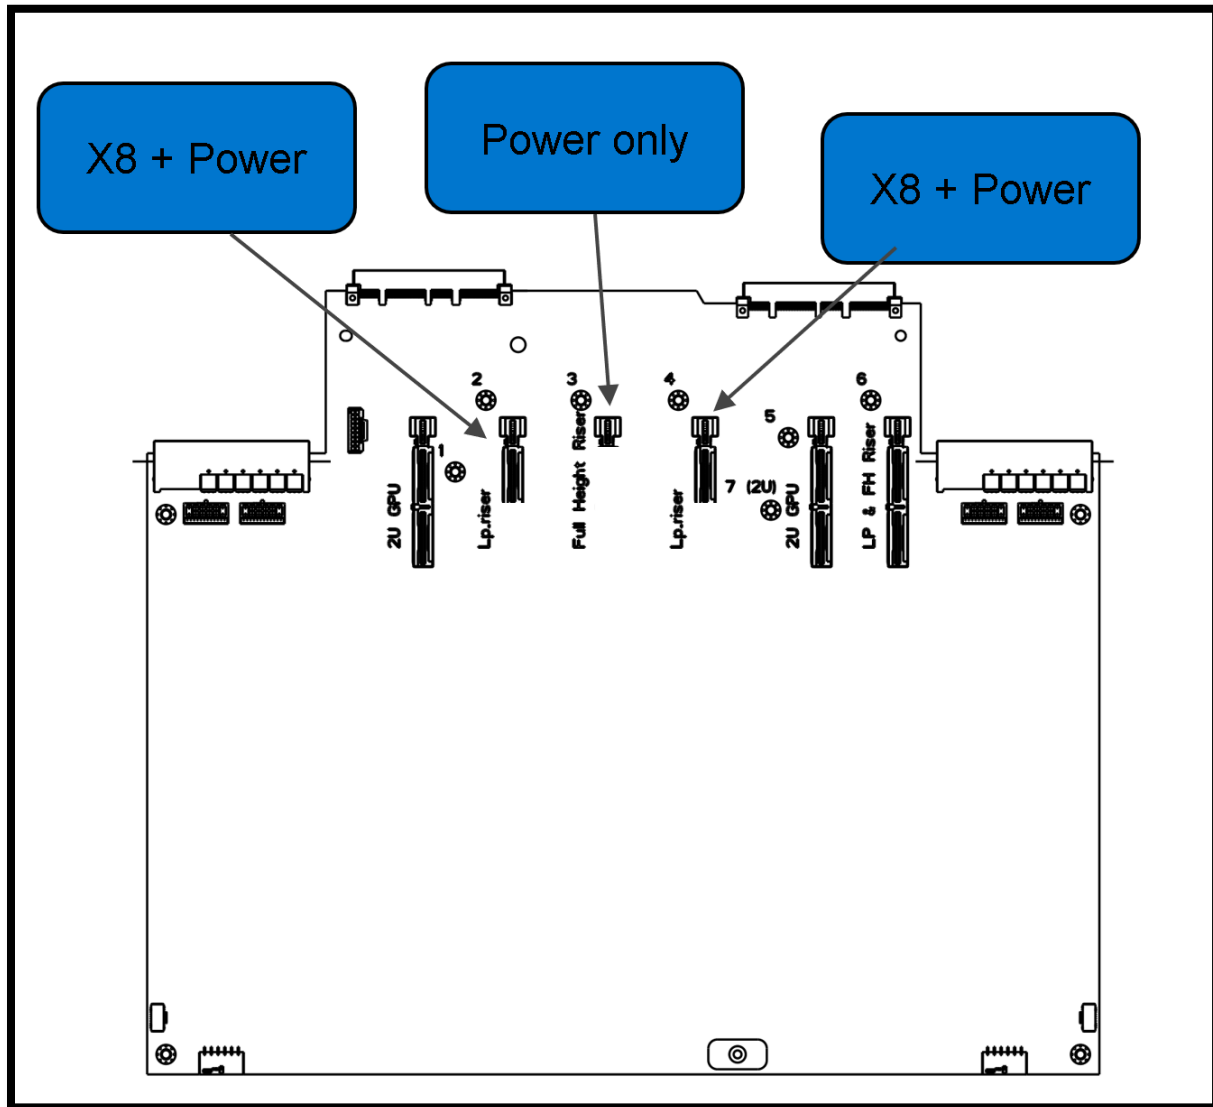 X8 + Power
Power only
X8 + Power
2
3
4
6
5
1
7 (2U)
2U GPU
Lp.riser
Full Height Riser
Lp.riser
2U GPU
LP & FH Riser